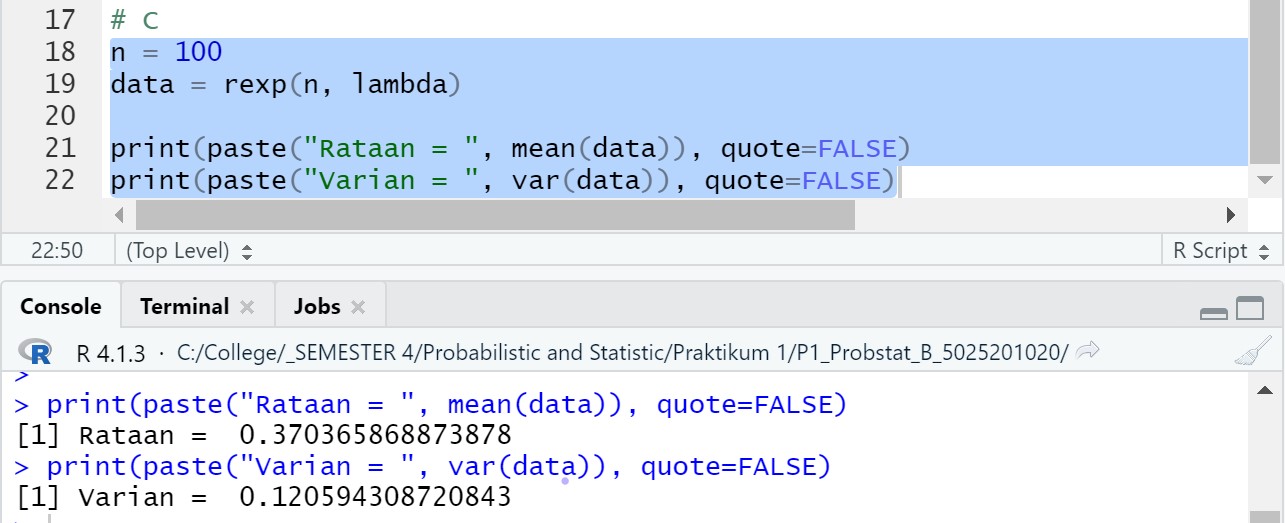 17 # C
18 n = 100
19 data = rexp(n, lambda)
20
21 print(paste("Rataan = ", mean(data)), quote=FALSE)
22 print(paste("Varian = ", var(data)), quote=FALSE)
22:50 (Top Level) R Script
Console Terminal Jobs
R R 4.1.3 · C:/College/_SEMESTER 4/Probabilistic and Statistic/Praktikum 1/P1_Probstat_B_5025201020/
>
> print(paste("Rataan = ", mean(data)), quote=FALSE)
[1] Rataan =  0.370365868873878
> print(paste("Varian = ", var(data)), quote=FALSE)
[1] Varian =  0.120594308720843